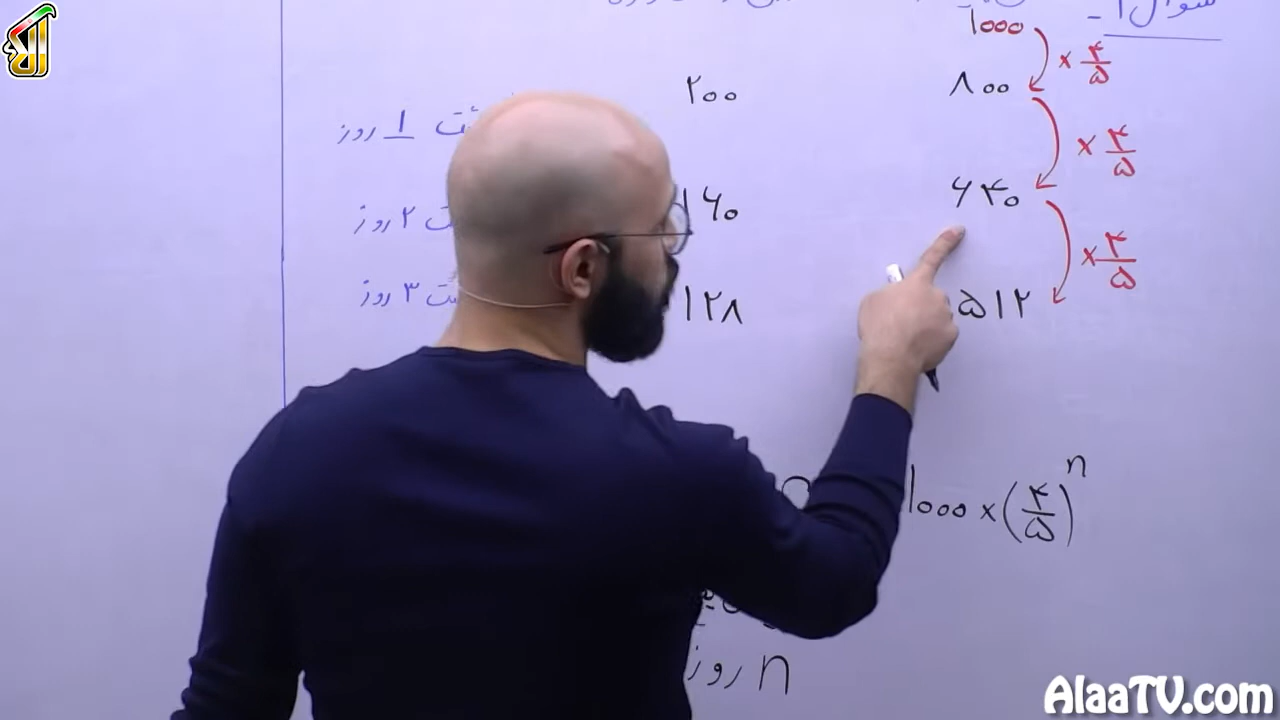 سوال ۱ -
۱۰۰۰
× ۴/۵
۸۰۰
۲۰۰
۱ روز
× ۴/۵
۶۴۰
۱۶۰
۲ روز
× ۴/۵
۵۱۲
۱۲۸
۳ روز
۱۰۰۰ × (۴/۵)^n
n روز
AlaaTV.com